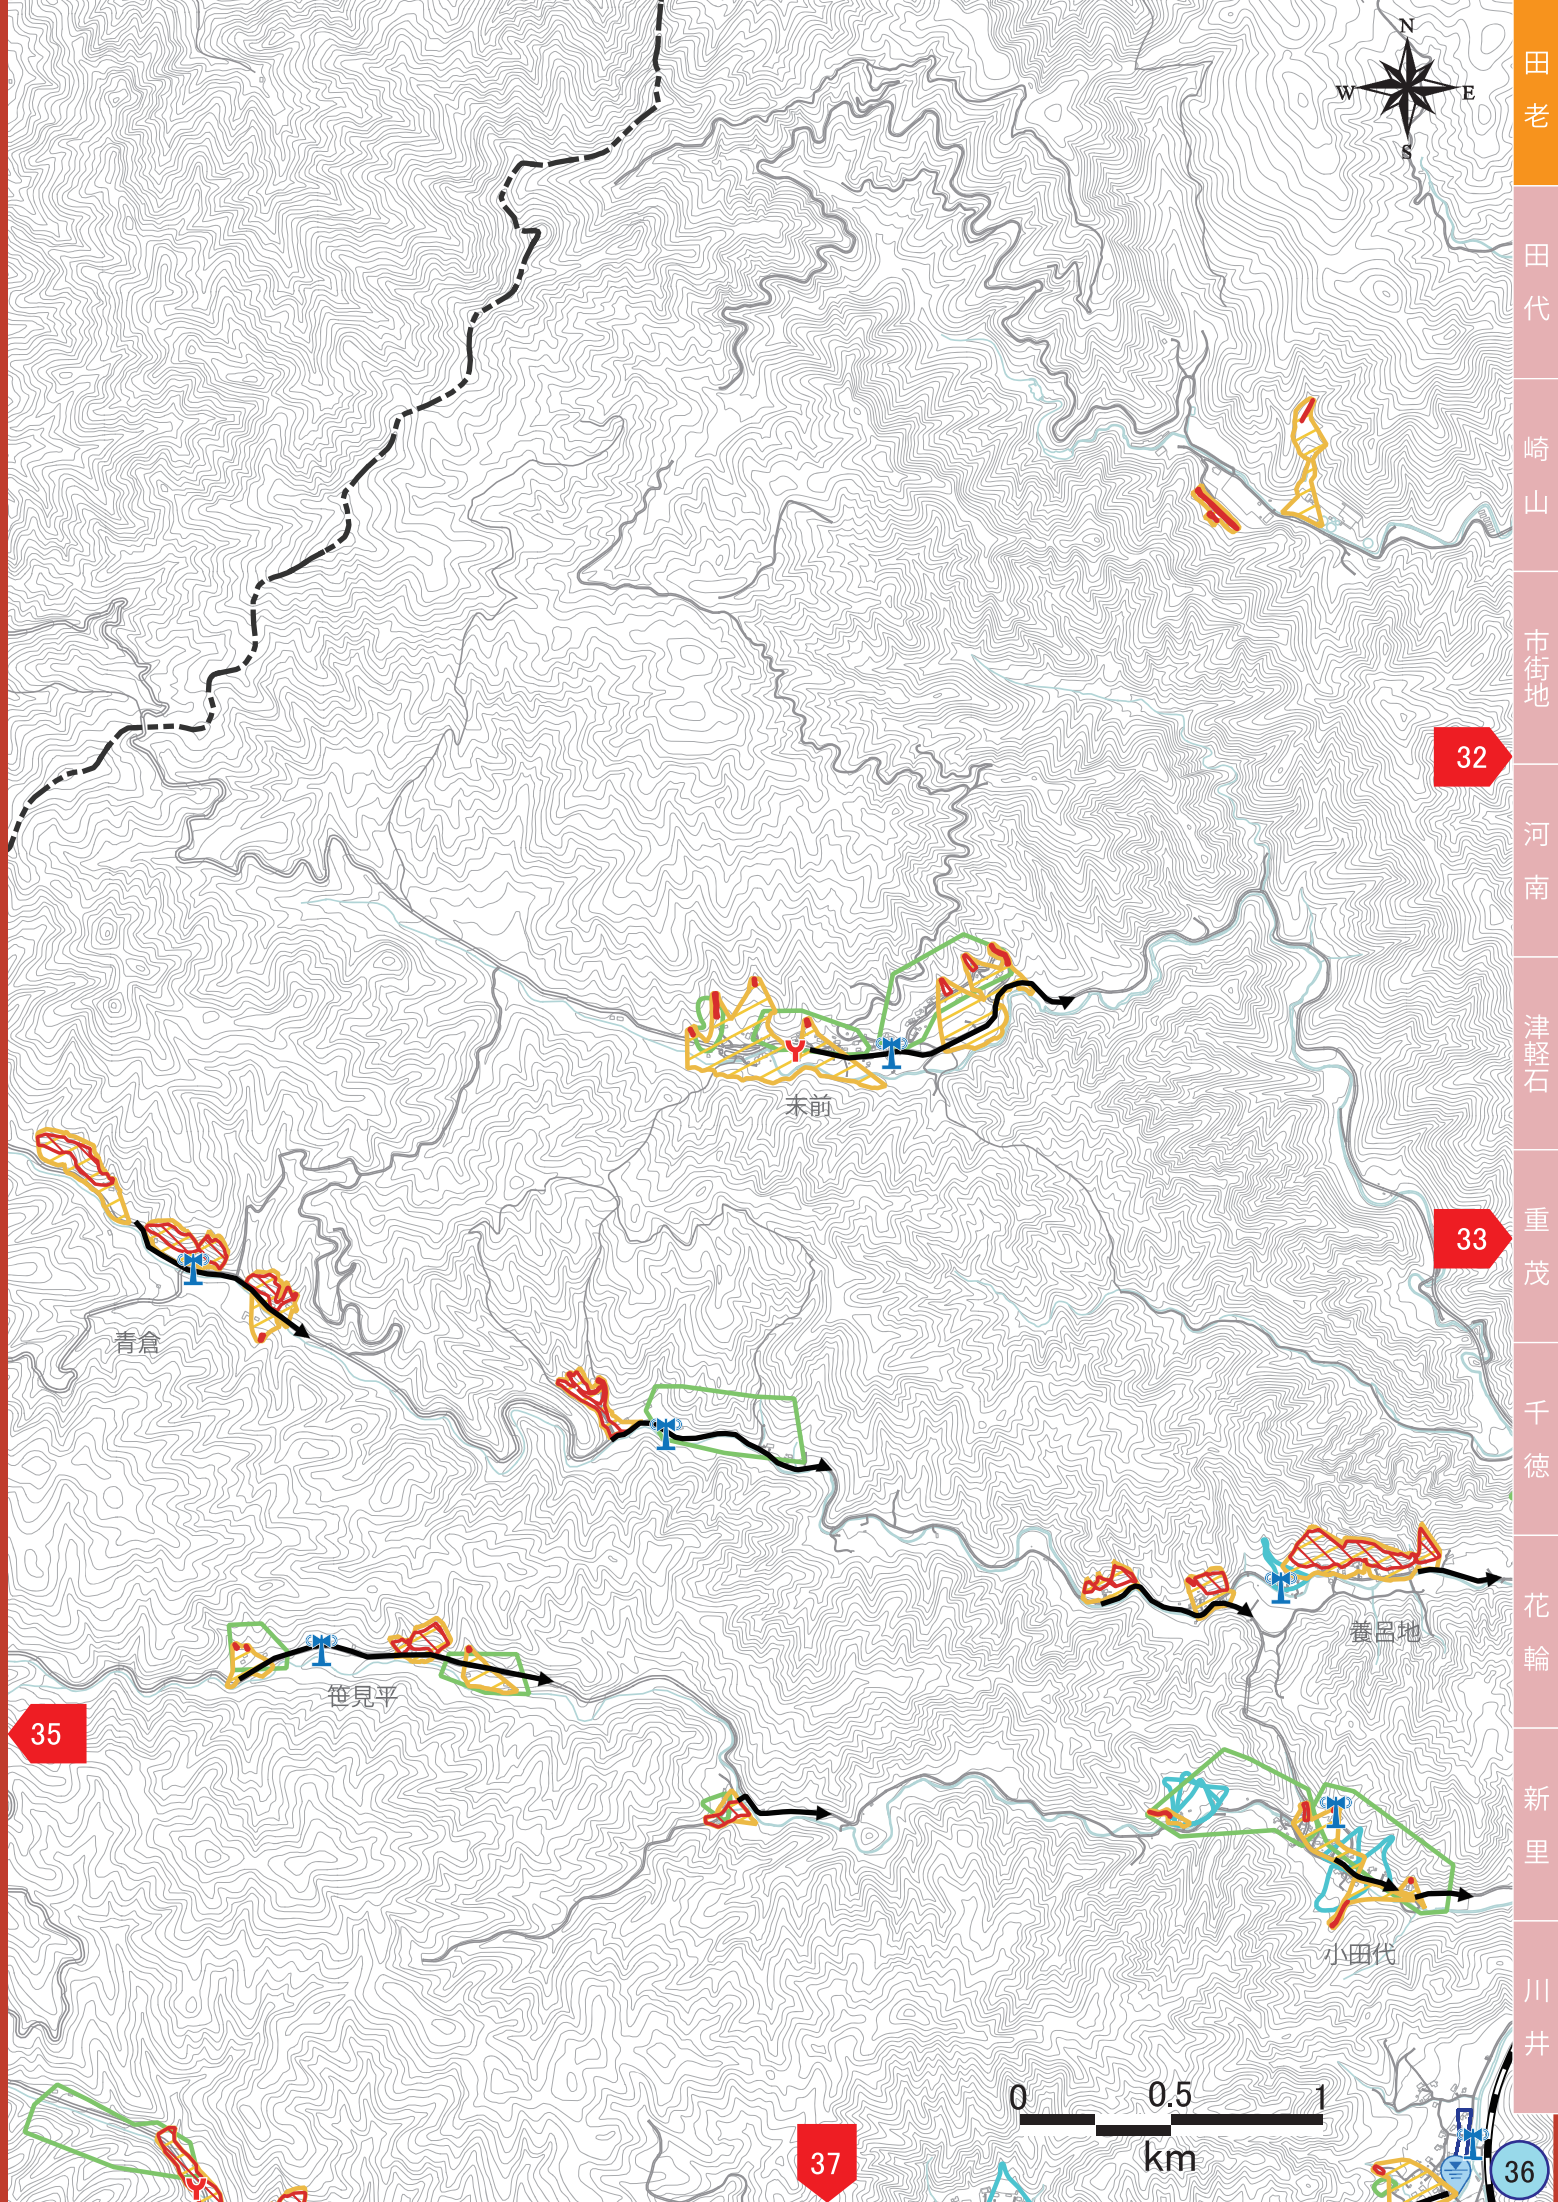 N
W
E
S
田老
田代
崎山
市街地
32
河南
津軽石
末前
重茂
33
青倉
千徳
花輪
養呂地
笹見平
35
新里
小田代
川井
0
0.5
1
km
37
36